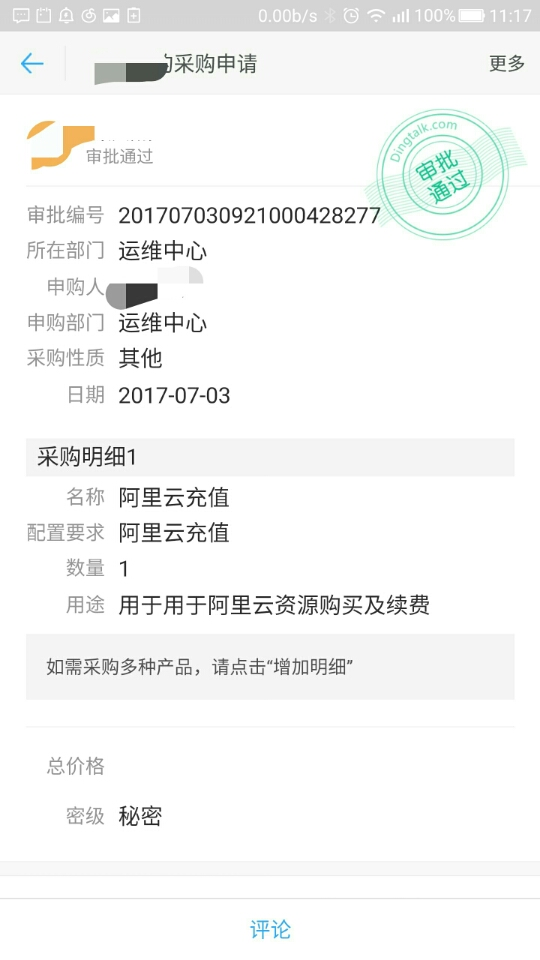 0.00b/s 100% 11:17
的采购申请 更多
审批通过
Dingtalk.com
审批
通过
审批编号 201707030921000428277
所在部门 运维中心
申购人
申购部门 运维中心
采购性质 其他
日期 2017-07-03
采购明细1
名称 阿里云充值
配置要求 阿里云充值
数量 1
用途 用于用于阿里云资源购买及续费
如需采购多种产品，请点击“增加明细”
总价格
密级 秘密
评论